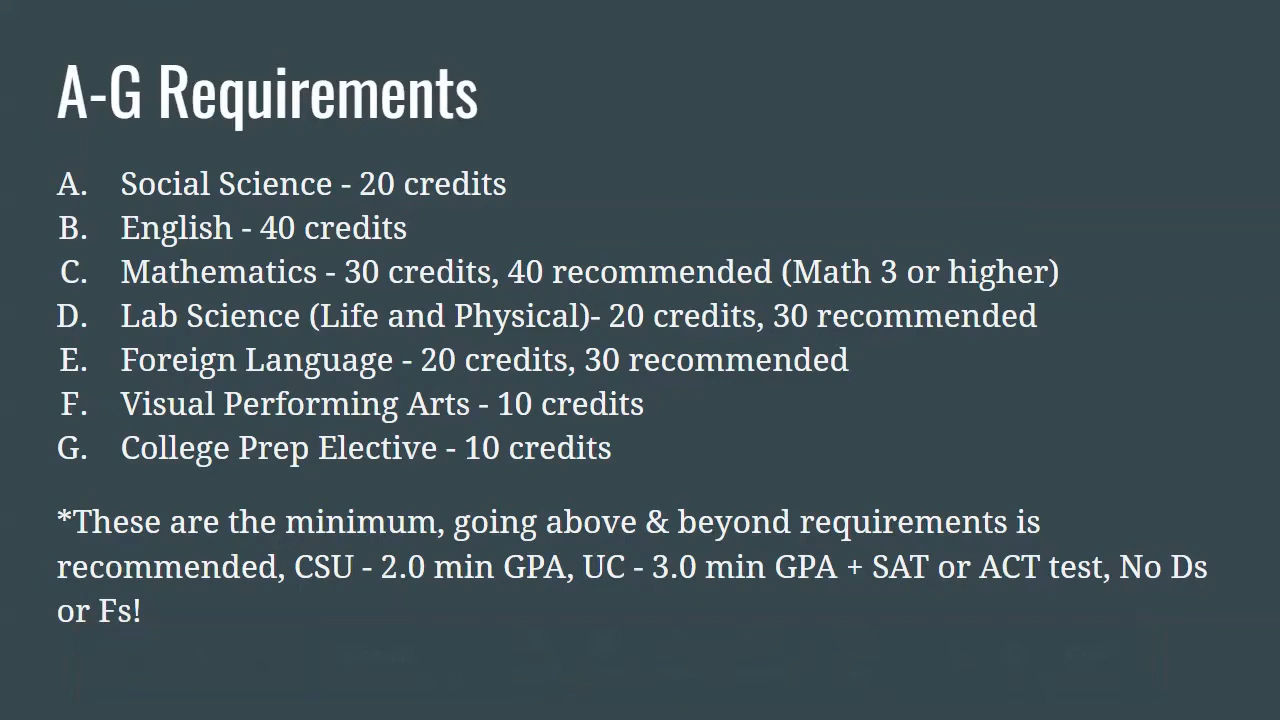 A-G Requirements
A. Social Science - 20 credits
B. English - 40 credits
C. Mathematics - 30 credits, 40 recommended (Math 3 or higher)
D. Lab Science (Life and Physical)- 20 credits, 30 recommended
E. Foreign Language - 20 credits, 30 recommended
F. Visual Performing Arts - 10 credits
G. College Prep Elective - 10 credits
*These are the minimum, going above & beyond requirements is
recommended, CSU - 2.0 min GPA, UC - 3.0 min GPA + SAT or ACT test, No Ds
or Fs!